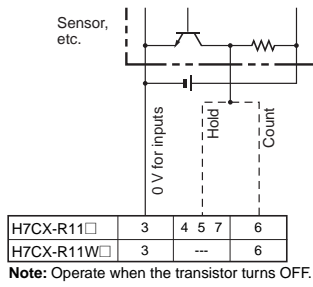 Sensor,
etc.
0 V for inputs
Hold
Count
H7CX-R11□ 3 4 5 7 6
H7CX-R11W□ 3 --- 6
Note: Operate when the transistor turns OFF.